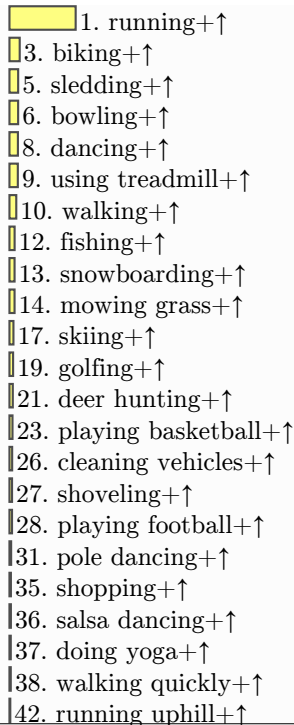 1. running+↑
3. biking+↑
5. sledding+↑
6. bowling+↑
8. dancing+↑
9. using treadmill+↑
10. walking+↑
12. fishing+↑
13. snowboarding+↑
14. mowing grass+↑
17. skiing+↑
19. golfing+↑
21. deer hunting+↑
23. playing basketball+↑
26. cleaning vehicles+↑
27. shoveling+↑
28. playing football+↑
31. pole dancing+↑
35. shopping+↑
36. salsa dancing+↑
37. doing yoga+↑
38. walking quickly+↑
42. running uphill+↑